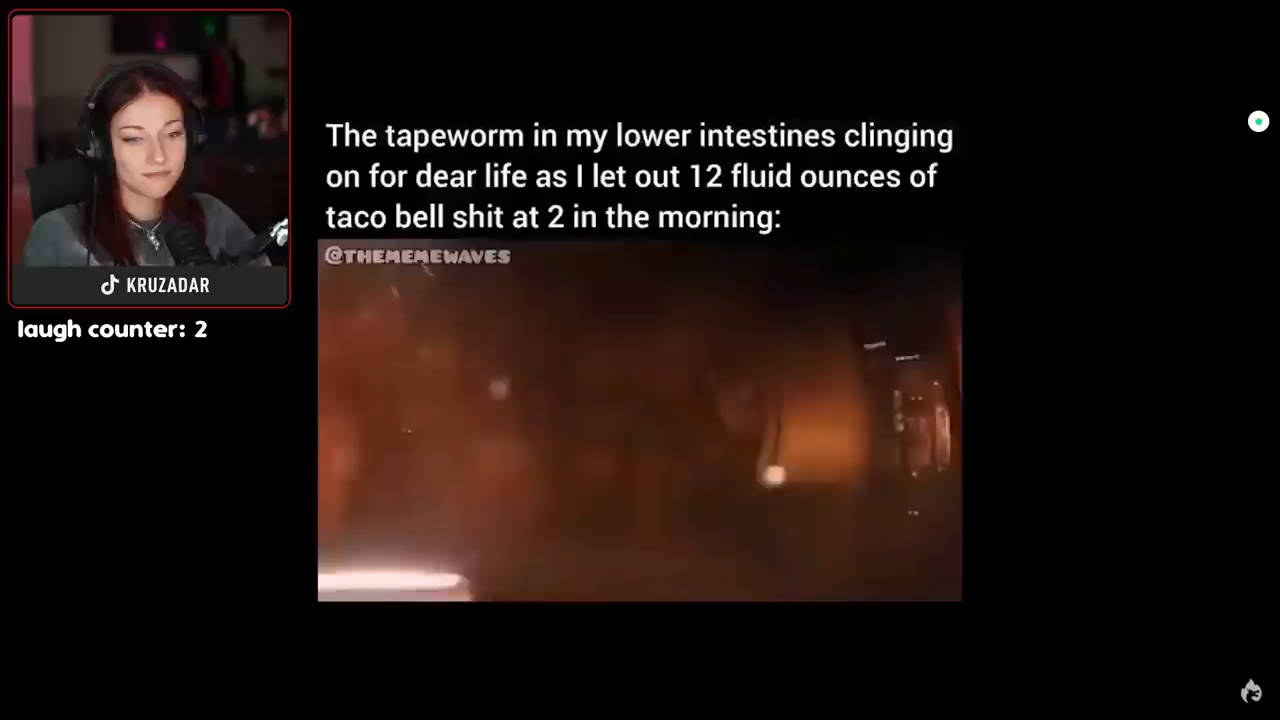 The tapeworm in my lower intestines clinging
on for dear life as I let out 12 fluid ounces of
taco bell shit at 2 in the morning:
@THEMEMEWAVES
KRUZADAR
laugh counter: 2